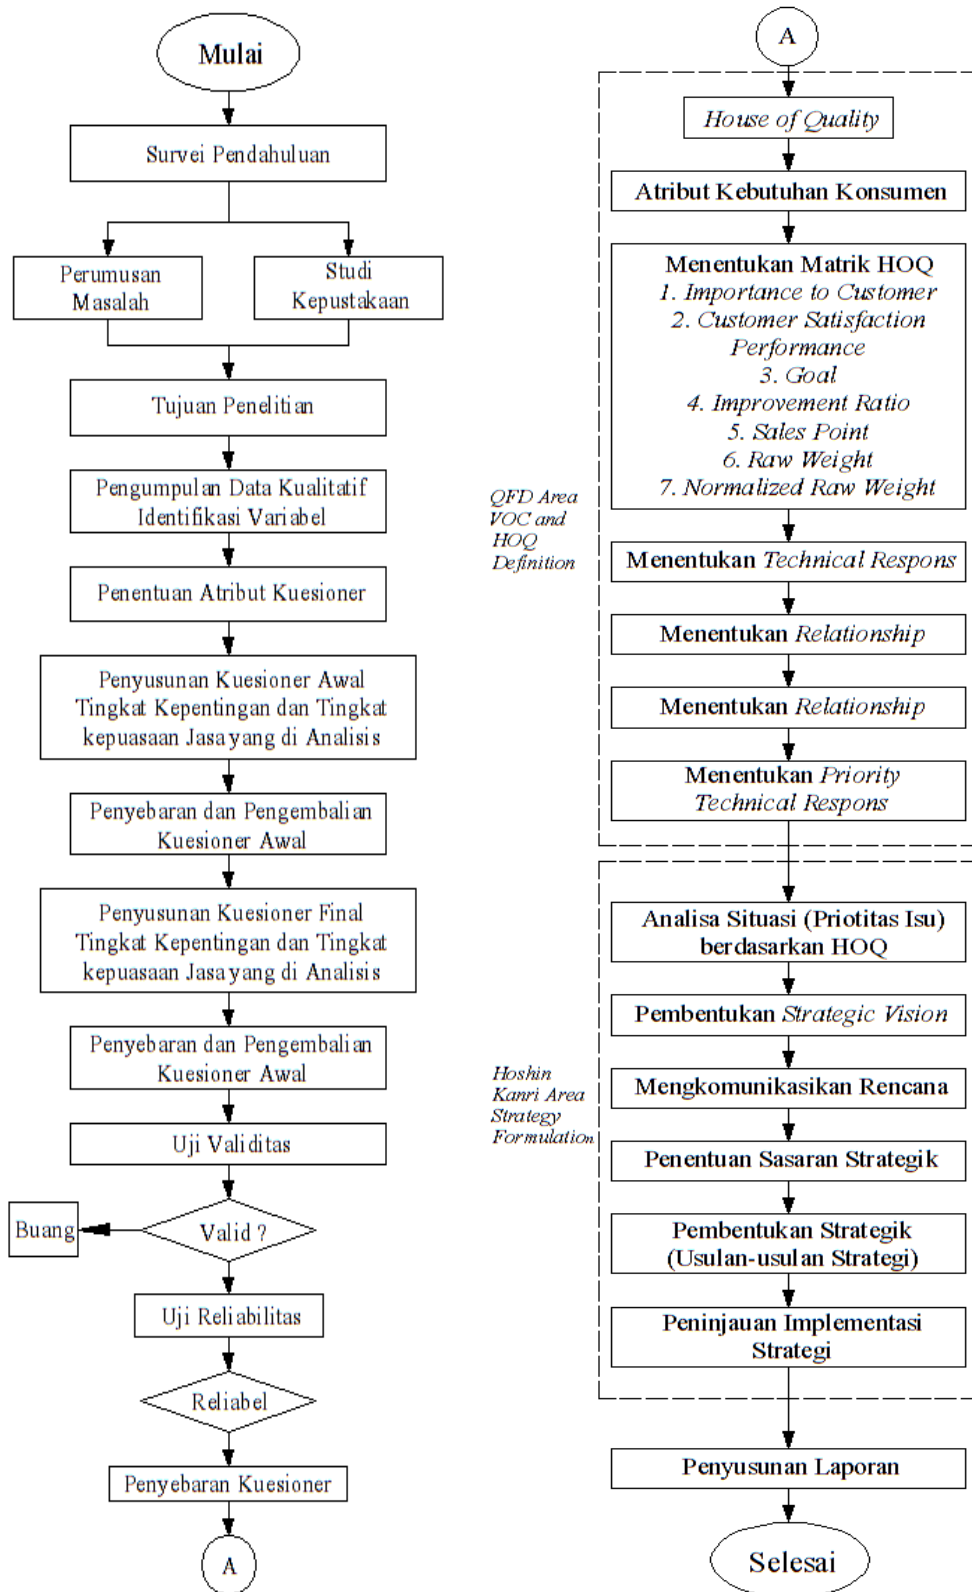 Mulai
Survei Pendahuluan
Perumusan
Masalah
Studi
Kepustakaan
Tujuan Penelitian
Pengumpulan Data Kualitatif
Identifikasi Variabel
Penentuan Atribut Kuesioner
Penyusunan Kuesioner Awal
Tingkat Kepentingan dan Tingkat
kepuasaan Jasa yang di Analisis
Penyebaran dan Pengembalian
Kuesioner Awal
Penyusunan Kuesioner Final
Tingkat Kepentingan dan Tingkat
kepuasaan Jasa yang di Analisis
Penyebaran dan Pengembalian
Kuesioner Awal
Uji Validitas
Valid ?
Buang
Uji Reliabilitas
Reliabel
Penyebaran Kuesioner
A
A
House of Quality
Atribut Kebutuhan Konsumen
Menentukan Matrik HOQ
1. Importance to Customer
2. Customer Satisfaction
Performance
3. Goal
4. Improvement Ratio
5. Sales Point
6. Raw Weight
7. Normalized Raw Weight
QFD Area
VOC and
HOQ
Definition
Menentukan Technical Respons
Menentukan Relationship
Menentukan Relationship
Menentukan Priority
Technical Respons
Analisa Situasi (Priotitas Isu)
berdasarkan HOQ
Pembentukan Strategic Vision
Hoshin
Kanri Area
Strategy
Formulation
Mengkomunikasikan Rencana
Penentuan Sasaran Strategik
Pembentukan Strategik
(Usulan-usulan Strategi)
Peninjauan Implementasi
Strategi
Penyusunan Laporan
Selesai